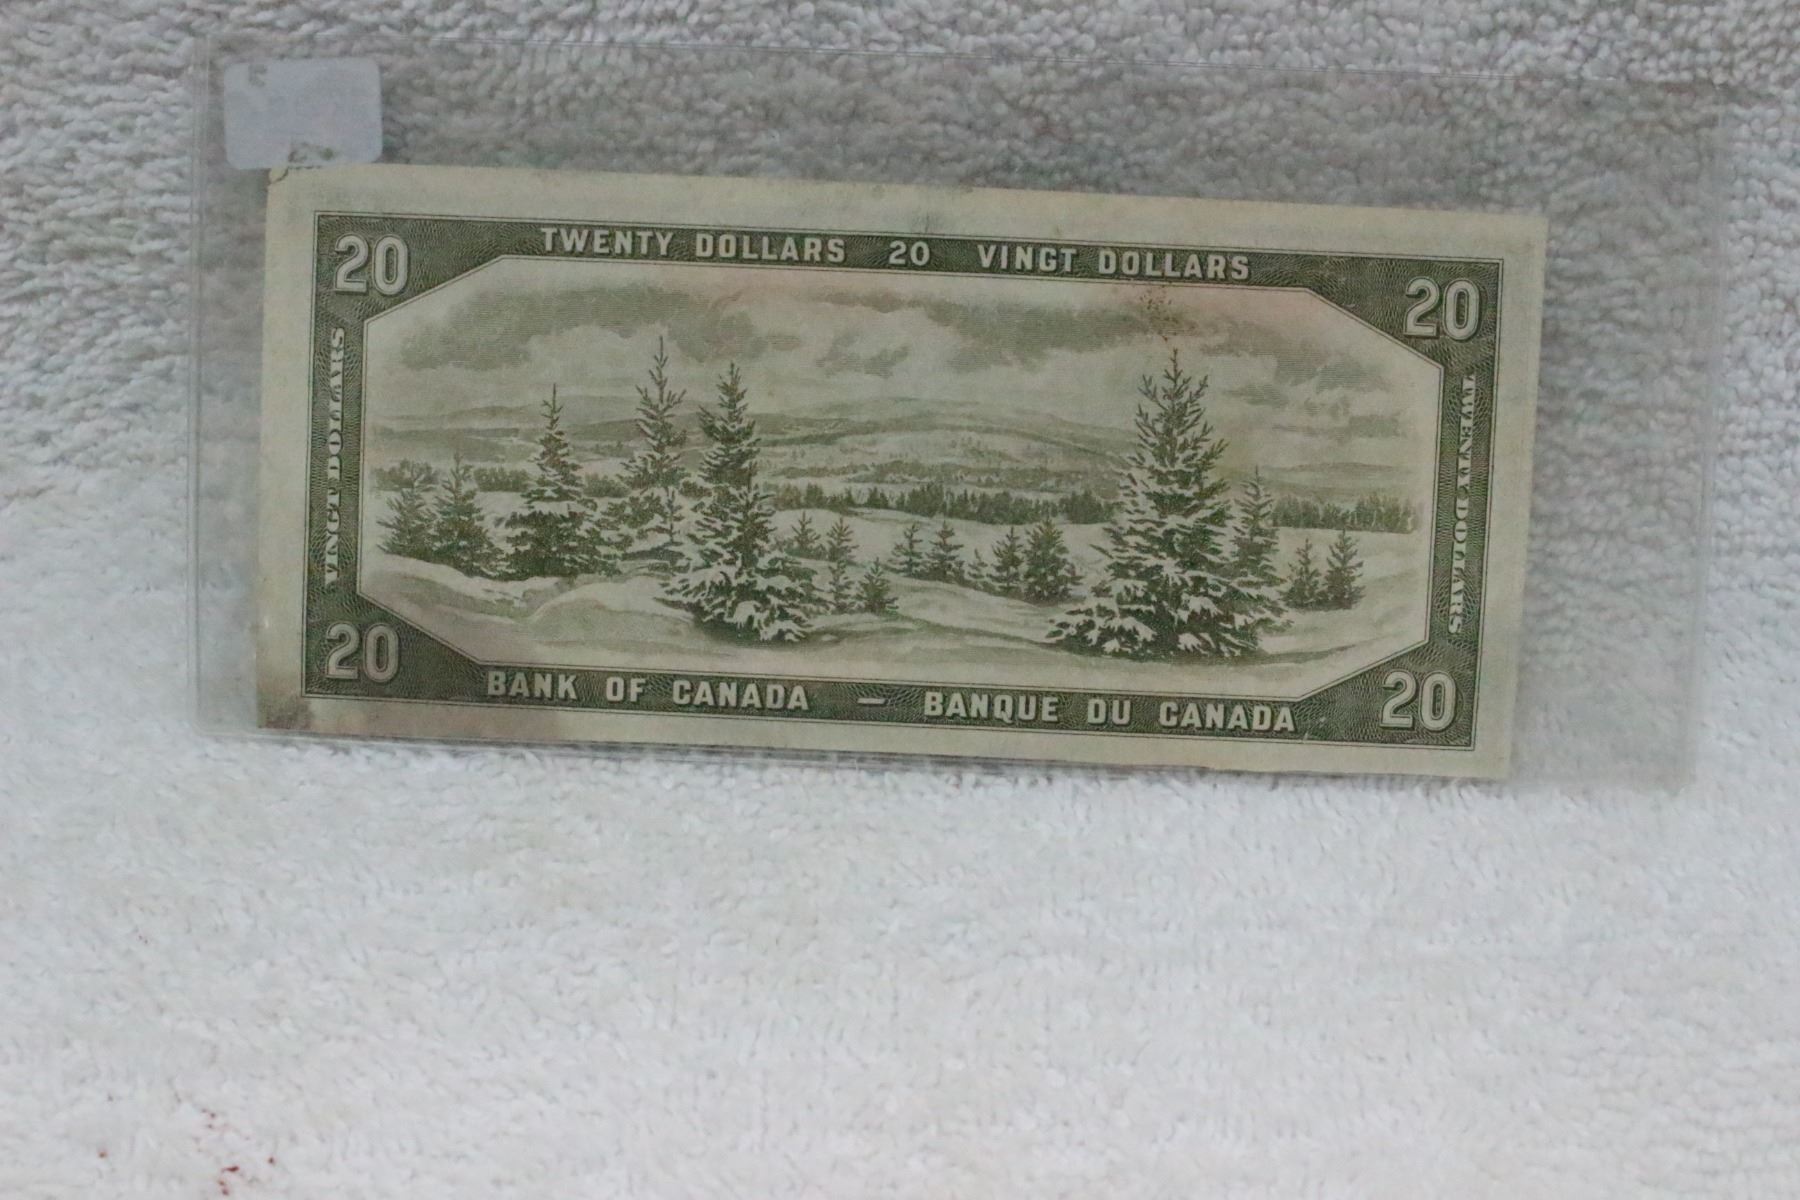 20
TWENTY DOLLARS 20 VINGT DOLLARS
20
VINGT DOLLARS
TWENTY DOLLARS
20
BANK OF CANADA — BANQUE DU CANADA
20